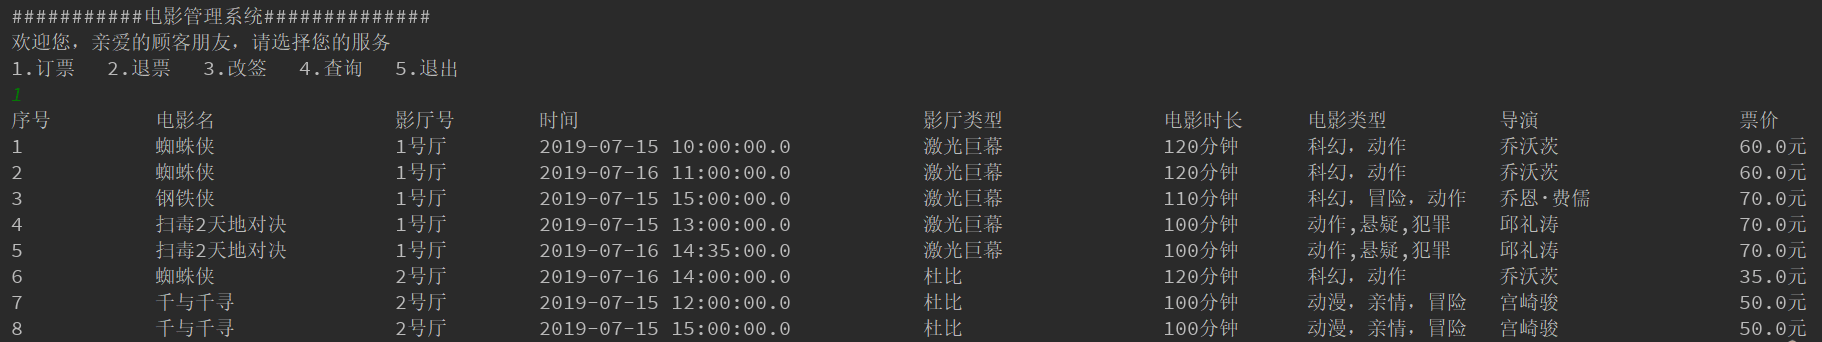 ###########电影管理系统##############
欢迎您，亲爱的顾客朋友，请选择您的服务
1.订票 2.退票 3.改签 4.查询 5.退出
1
序号 电影名 影厅号 时间 影厅类型 电影时长 电影类型 导演 票价
1 蜘蛛侠 1号厅 2019-07-15 10:00:00.0 激光巨幕 120分钟 科幻，动作 乔沃茨 60.0元
2 蜘蛛侠 1号厅 2019-07-16 11:00:00.0 激光巨幕 120分钟 科幻，动作 乔沃茨 60.0元
3 钢铁侠 1号厅 2019-07-15 15:00:00.0 激光巨幕 110分钟 科幻，冒险，动作 乔恩·费儒 70.0元
4 扫毒2天地对决 1号厅 2019-07-15 13:00:00.0 激光巨幕 100分钟 动作,悬疑,犯罪 邱礼涛 70.0元
5 扫毒2天地对决 1号厅 2019-07-16 14:35:00.0 激光巨幕 100分钟 动作,悬疑,犯罪 邱礼涛 70.0元
6 蜘蛛侠 2号厅 2019-07-16 14:00:00.0 杜比 120分钟 科幻，动作 乔沃茨 35.0元
7 千与千寻 2号厅 2019-07-15 12:00:00.0 杜比 100分钟 动漫，亲情，冒险 宫崎骏 50.0元
8 千与千寻 2号厅 2019-07-15 15:00:00.0 杜比 100分钟 动漫，亲情，冒险 宫崎骏 50.0元